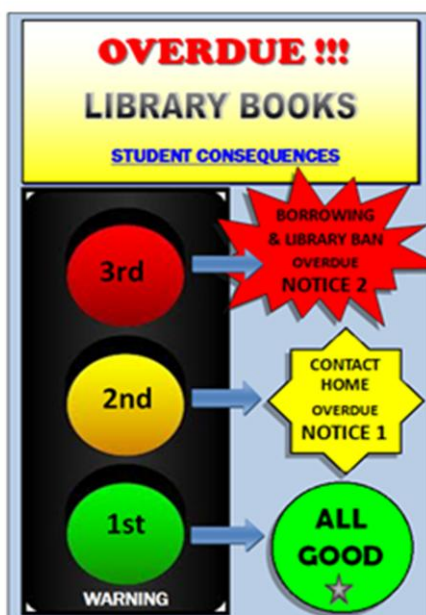 OVERDUE !!!
LIBRARY BOOKS
STUDENT CONSEQUENCES
3rd
BORROWING
& LIBRARY BAN
OVERDUE
NOTICE 2
2nd
CONTACT
HOME
OVERDUE
NOTICE 1
1st
ALL
GOOD
WARNING